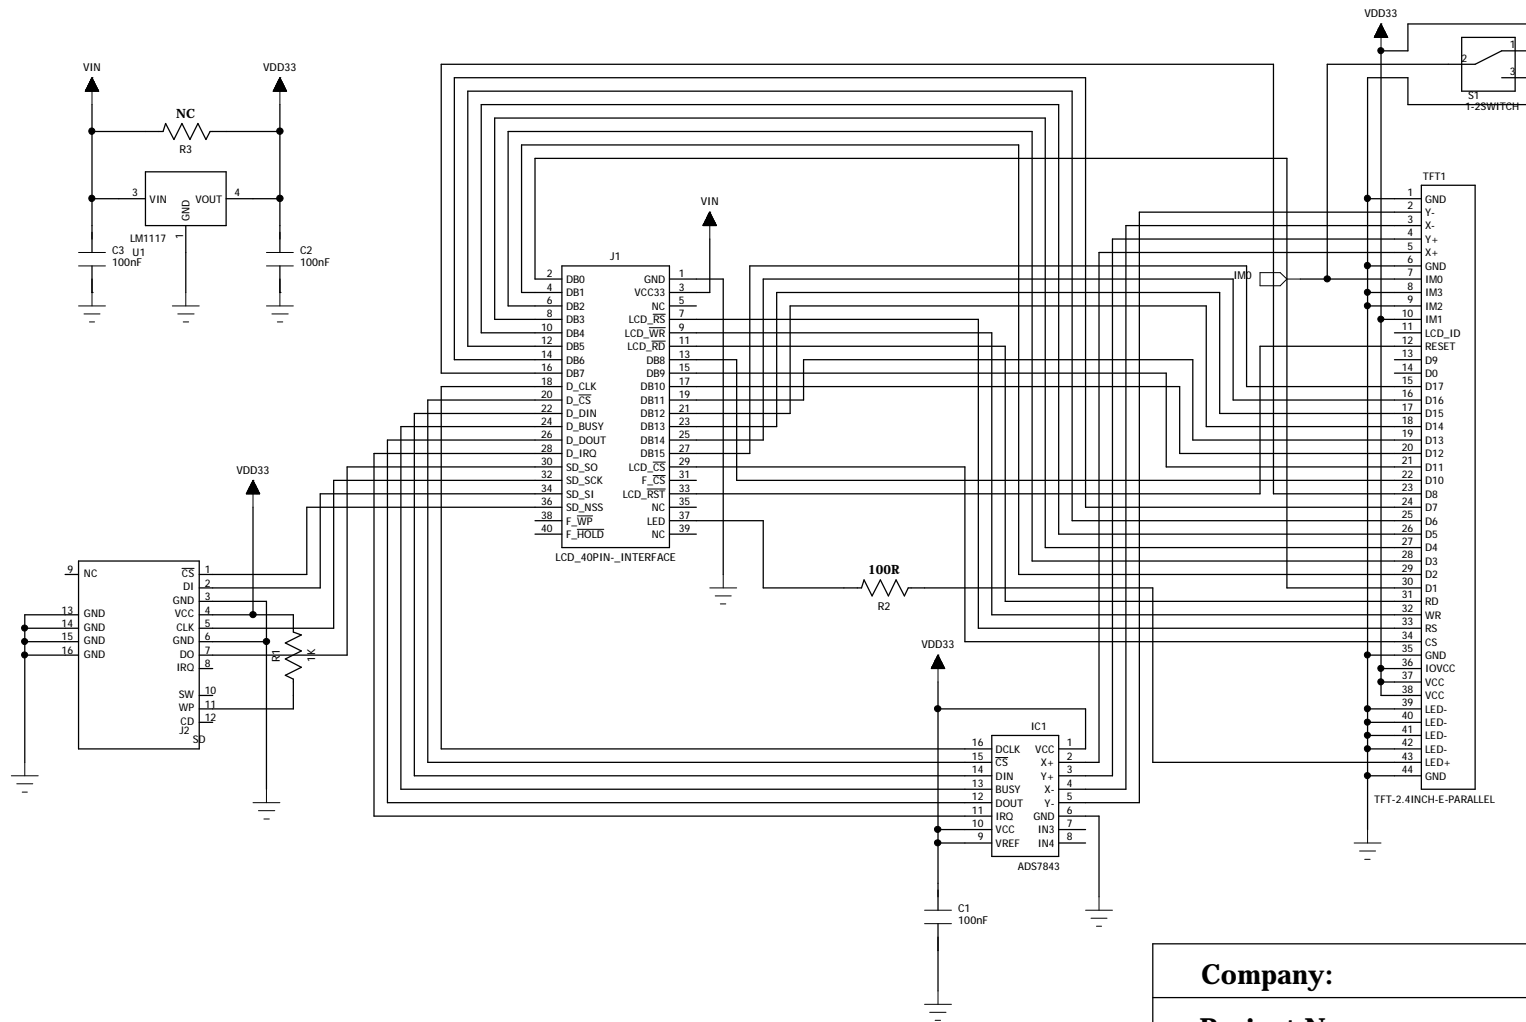 VDD33
2
1
3
S1
1-2SWITCH
VIN
VDD33
NC
R3
3
VIN
VOUT
4
GND
1
LM1117
U1
C3
100nF
C2
100nF
VIN
J1
2 DB0 GND 1
4 DB1 VCC33 3
6 DB2 NC 5
8 DB3 LCD_RS 7
10 DB4 LCD_WR 9
12 DB5 LCD_RD 11
14 DB6 DB8 13
16 DB7 DB9 15
18 D_CLK DB10 17
20 D_CS DB11 19
22 D_DIN DB12 21
24 D_BUSY DB13 23
26 D_DOUT DB14 25
28 D_IRQ DB15 27
30 SD_SO LCD_CS 29
32 SD_SCK F_CS 31
34 SD_SI LCD_RST 33
36 SD_NSS NC 35
38 F_WP LED 37
40 F_HOLD NC 39
LCD_40PIN-_INTERFACE
IM0
TFT1
1 GND
2 Y-
3 X-
4 Y+
5 X+
6 GND
7 IM0
8 IM3
9 IM2
10 IM1
11 LCD_ID
12 RESET
13 D9
14 D0
15 D17
16 D16
17 D15
18 D14
19 D13
20 D12
21 D11
22 D10
23 D8
24 D7
25 D6
26 D5
27 D4
28 D3
29 D2
30 D1
31 RD
32 WR
33 RS
34 CS
35 GND
36 IOVCC
37 VCC
38 VCC
39 LED-
40 LED-
41 LED-
42 LED-
43 LED+
44 GND
TFT-2.4INCH-E-PARALLEL
VDD33
9 NC CS 1
DI 2
GND 3
13 GND VCC 4
14 GND CLK 5
15 GND GND 6
16 GND DO 7
IRQ 8
SW 10
WP 11
CD 12
J2
SD
R1
1K
100R
R2
VDD33
IC1
16 DCLK VCC 1
15 CS X+ 2
14 DIN Y+ 3
13 BUSY X- 4
12 DOUT Y- 5
11 IRQ GND 6
10 VCC IN3 7
9 VREF IN4 8
ADS7843
C1
100nF
Company: